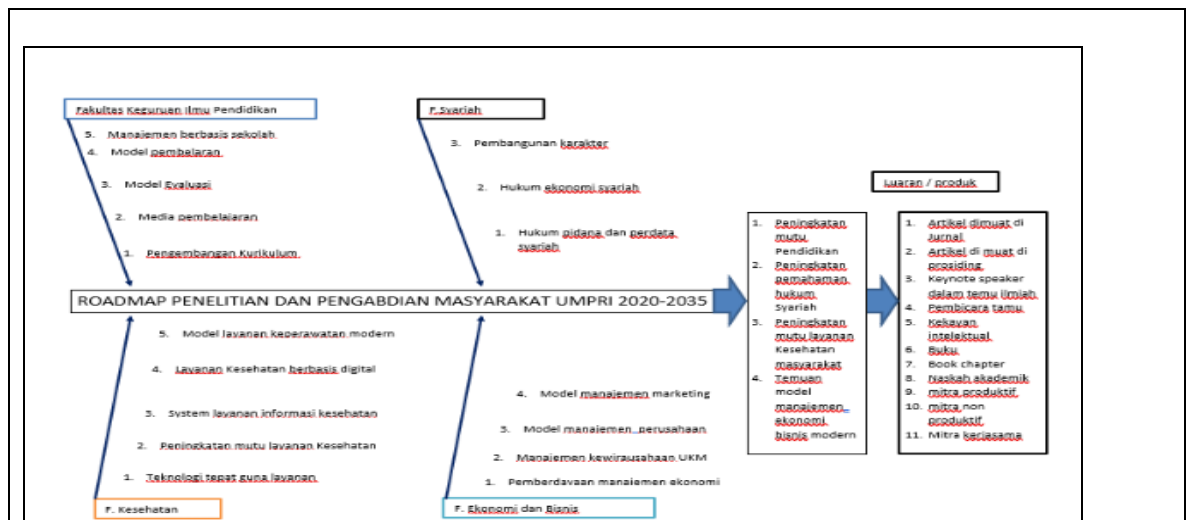 Fakultas Keguruan Ilmu Pendidikan
5. Manajemen berbasis sekolah
4. Model pembelaran
3. Model Evaluasi
2. Media pembelajaran
1. Pengembangan Kurikulum
F.Syariah
3. Pembangunan karakter
2. Hukum ekonomi syariah
1. Hukum pidana dan perdata
syariah
ROADMAP PENELITIAN DAN PENGABDIAN MASYARAKAT UMPRI 2020-2035
5. Model layanan keperawatan modern
4. Layanan Kesehatan berbasis digital
3. System layanan informasi kesehatan
2. Peningkatan mutu layanan Kesehatan
1. Teknologi tepat guna layanan
F. Kesehatan
4. Model manajemen marketing
3. Model manajemen perusahaan
2. Manajemen kewirausahaan UKM
1. Pemberdayaan manajemen ekonomi
F. Ekonomi dan Bisnis
1. Peningkatan
mutu
Pendidikan
2. Peningkatan
pemahaman
hukum
Syariah
3. Peningkatan
mutu layanan
Kesehatan
masyarakat
4. Temuan
model
manajemen
ekonomi
bisnis modern
Luaran / produk
1. Artikel dimuat di
Jurnal
2. Artikel di muat di
prosiding
3. Keynote speaker
dalam temu ilmiah
4. Pembicara tamu
5. Kekayan
intelektual
6. Buku
7. Book chapter
8. Naskah akademik
9. mitra produktif
10. mitra non
produktif
11. Mitra kerjasama